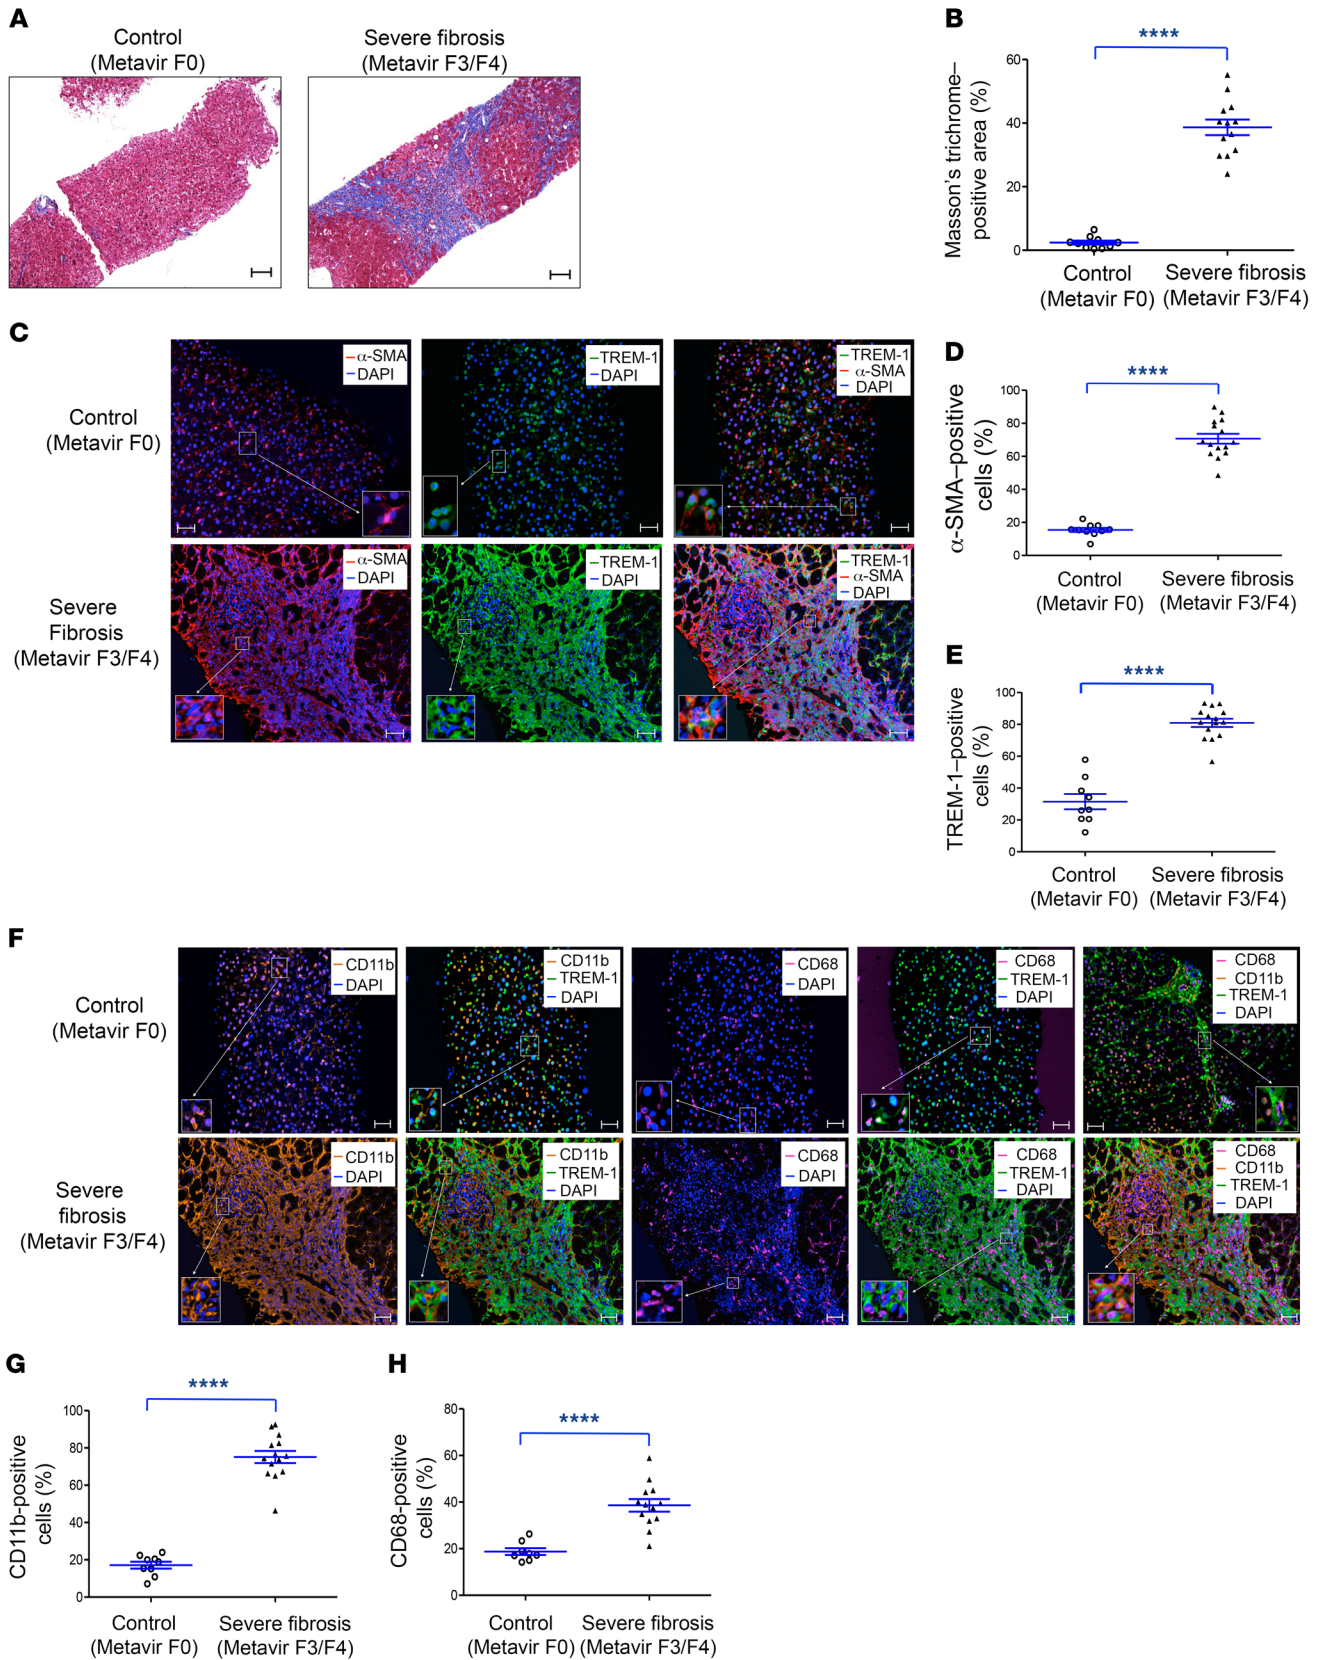 A
Control
(Metavir F0)
Severe fibrosis
(Metavir F3/F4)
B
****
Masson's trichrome–
positive area (%)
60
40
20
0
Control
(Metavir F0)
Severe fibrosis
(Metavir F3/F4)
C
Control
(Metavir F0)
α-SMA
DAPI
TREM-1
DAPI
TREM-1
α-SMA
DAPI
Severe
Fibrosis
(Metavir F3/F4)
α-SMA
DAPI
TREM-1
DAPI
TREM-1
α-SMA
DAPI
D
****
α-SMA–positive
cells (%)
100
80
60
40
20
0
Control
(Metavir F0)
Severe fibrosis
(Metavir F3/F4)
E
****
TREM-1–positive
cells (%)
100
80
60
40
20
0
Control
(Metavir F0)
Severe fibrosis
(Metavir F3/F4)
F
Control
(Metavir F0)
CD11b
DAPI
CD11b
TREM-1
DAPI
CD68
DAPI
CD68
TREM-1
DAPI
CD68
CD11b
TREM-1
DAPI
Severe
fibrosis
(Metavir F3/F4)
CD11b
DAPI
CD11b
TREM-1
DAPI
CD68
DAPI
CD68
TREM-1
DAPI
CD68
CD11b
TREM-1
DAPI
G
****
CD11b-positive
cells (%)
100
80
60
40
20
0
Control
(Metavir F0)
Severe fibrosis
(Metavir F3/F4)
H
****
CD68-positive
cells (%)
80
60
40
20
0
Control
(Metavir F0)
Severe fibrosis
(Metavir F3/F4)